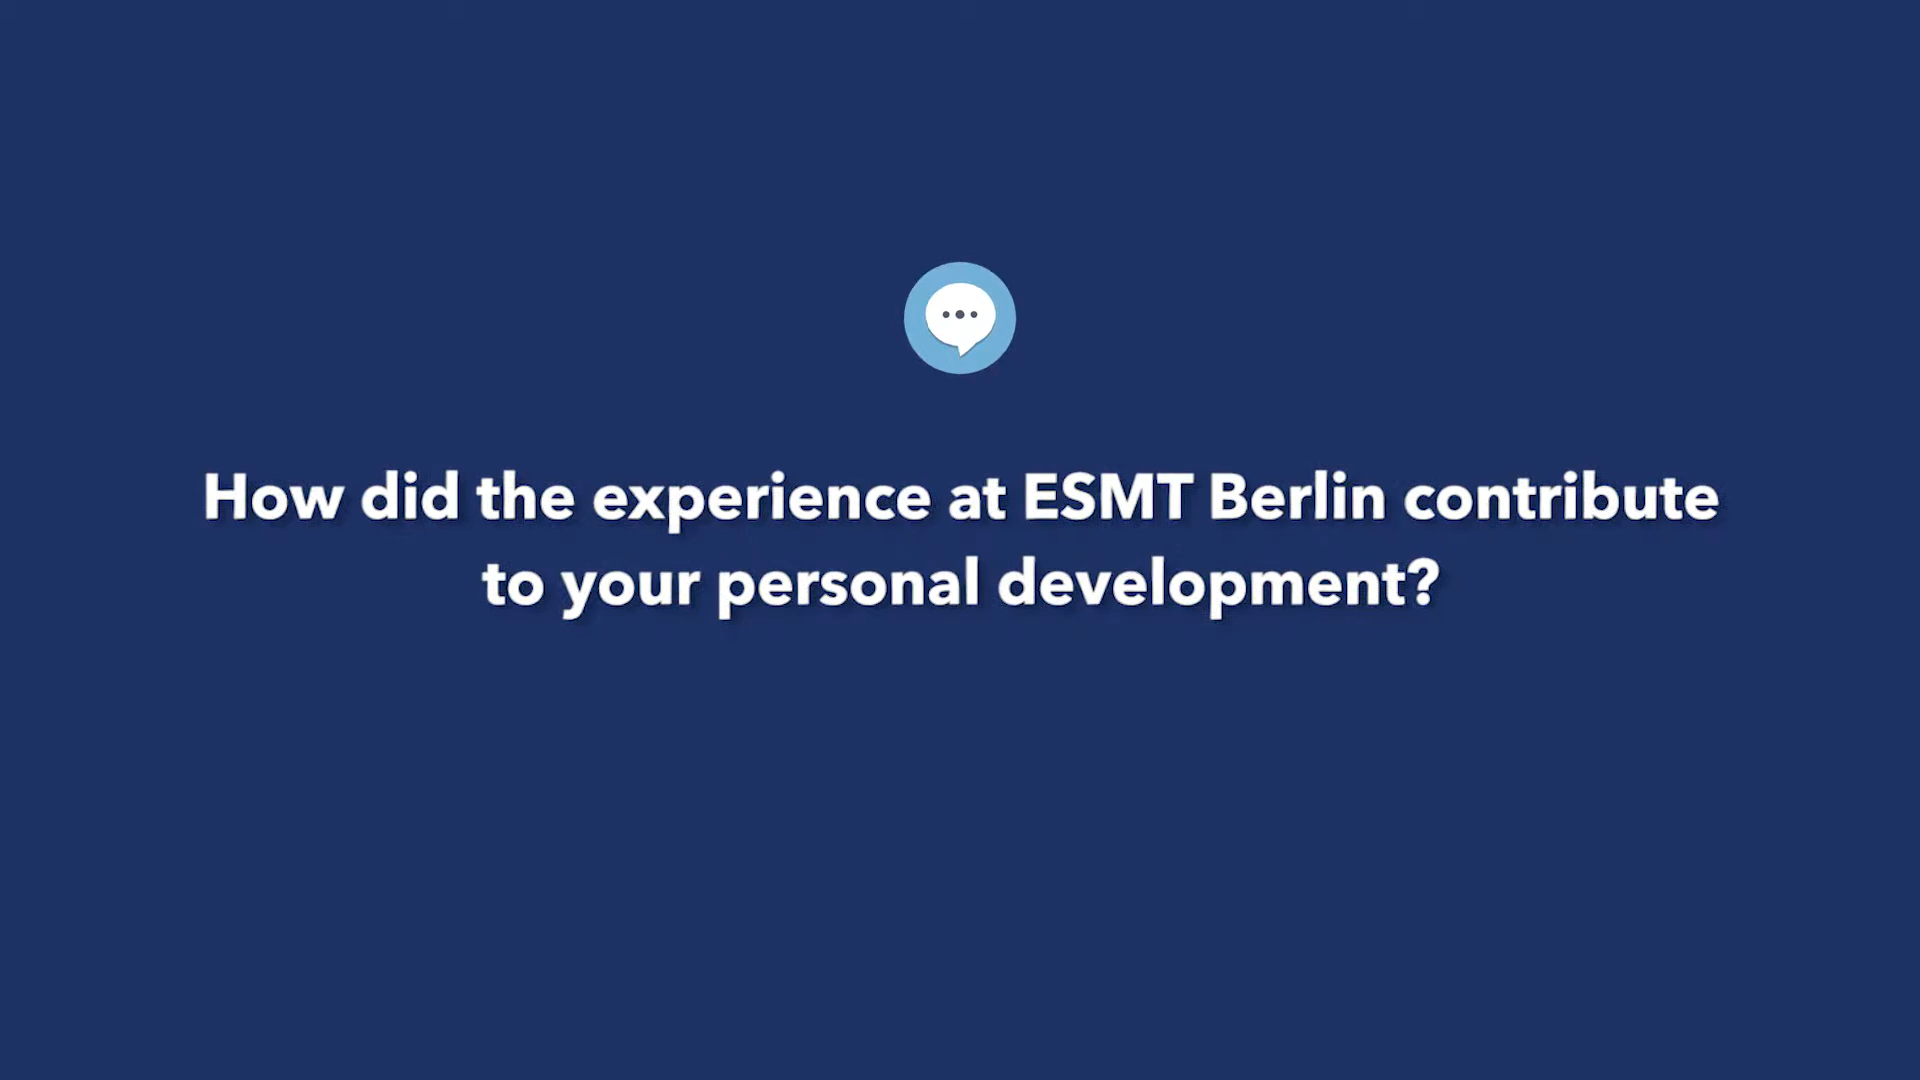 How did the experience at ESMT Berlin contribute
to your personal development?